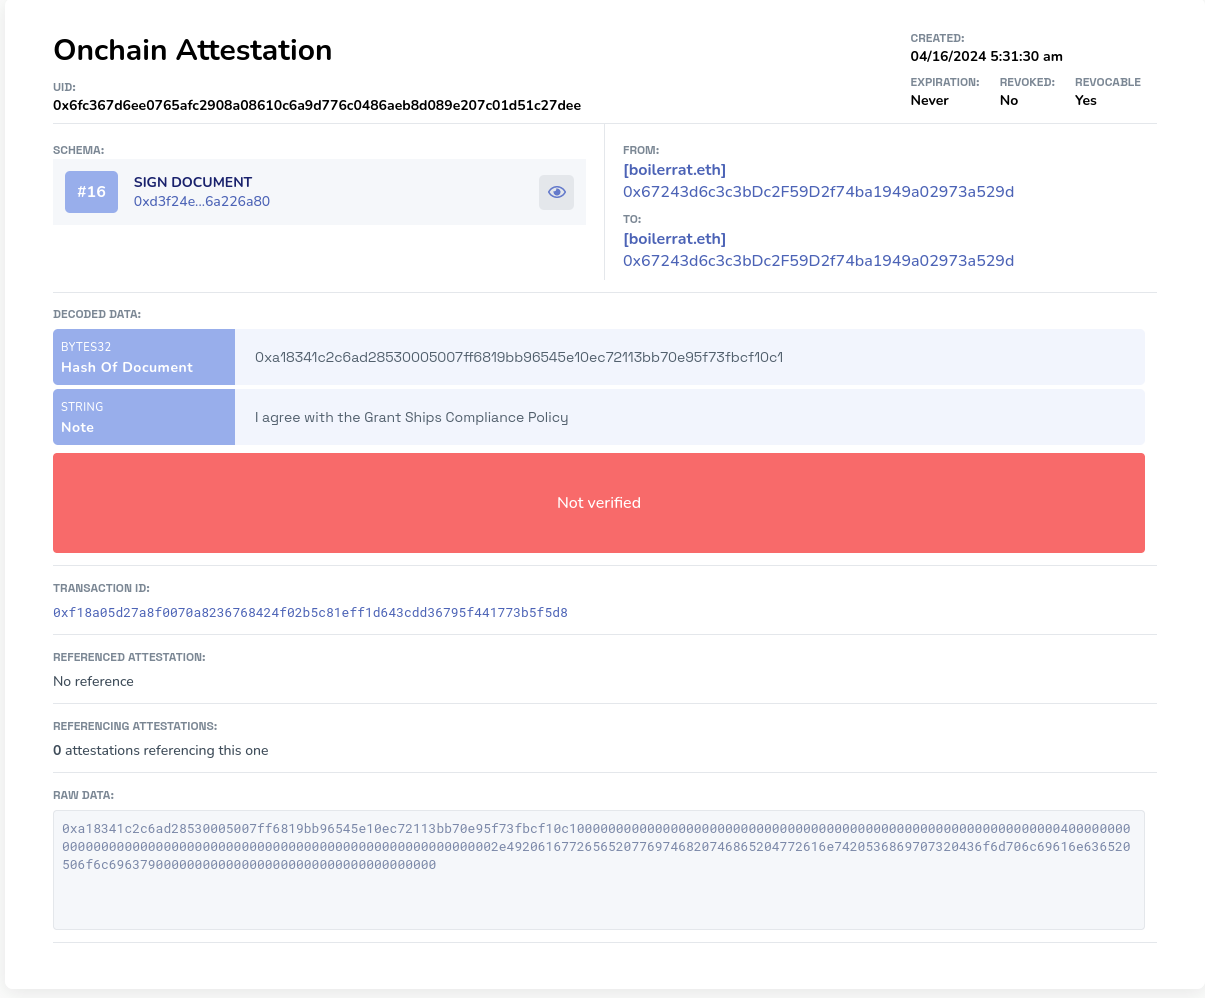 Onchain Attestation
CREATED:
04/16/2024 5:31:30 am
UID:
0x6fc367d6ee0765afc2908a08610c6a9d776c0486aeb8d089e207c01d51c27dee
EXPIRATION: REVOKED: REVOCABLE
Never No Yes
SCHEMA:
#16
SIGN DOCUMENT
0xd3f24e...6a226a80
FROM:
[boilerrat.eth]
0x67243d6c3c3bDc2F59D2f74ba1949a02973a529d
TO:
[boilerrat.eth]
0x67243d6c3c3bDc2F59D2f74ba1949a02973a529d
DECODED DATA:
BYTES32
Hash Of Document
0xa18341c2c6ad28530005007ff6819bb96545e10ec72113bb70e95f73fbcf10c1
STRING
Note
I agree with the Grant Ships Compliance Policy
Not verified
TRANSACTION ID:
0xf18a05d27a8f0070a8236768424f02b5c81eff1d643cdd36795f441773b5f5d8
REFERENCED ATTESTATION:
No reference
REFERENCING ATTESTATIONS:
0 attestations referencing this one
RAW DATA:
0xa18341c2c6ad28530005007ff6819bb96545e10ec72113bb70e95f73fbcf10c1000000000000000000000000000000000000000000000000000000000000004000000000
0000000000000000000000000000000000000000000000000000002e492061677265652077697468207468652047772616e7420536869707320436f6d706c69616e636520
506f6c696379000000000000000000000000000000000000